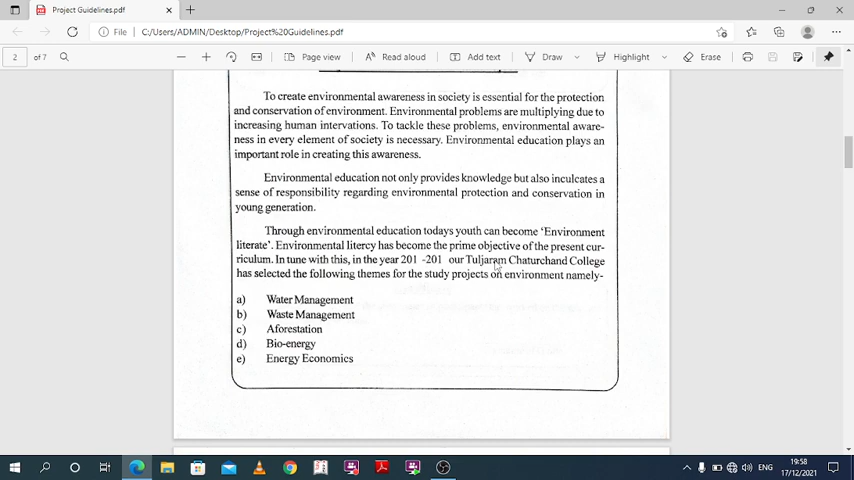 Project Guidelines.pdf
File C:/Users/ADMIN/Desktop/Project%20Guidelines.pdf
2 of 7 Page view Read aloud Add text Draw Highlight Erase
To create environmental awareness in society is essential for the protection
and conservation of environment. Environmental problems are multiplying due to
increasing human intervations. To tackle these problems, environmental aware-
ness in every element of society is necessary. Environmental education plays an
important role in creating this awareness.
Environmental education not only provides knowledge but also inculcates a
sense of responsibility regarding environmental protection and conservation in
young generation.
Through environmental education todays youth can become 'Environment
literate'. Environmental litercy has become the prime objective of the present cur-
riculum. In tune with this, in the year 201 -201 our Tuljaram Chaturchand College
has selected the following themes for the study projects on environment namely-
a) Water Management
b) Waste Management
c) Aforestation
d) Bio-energy
e) Energy Economics
ENG 19:58
17/12/2021